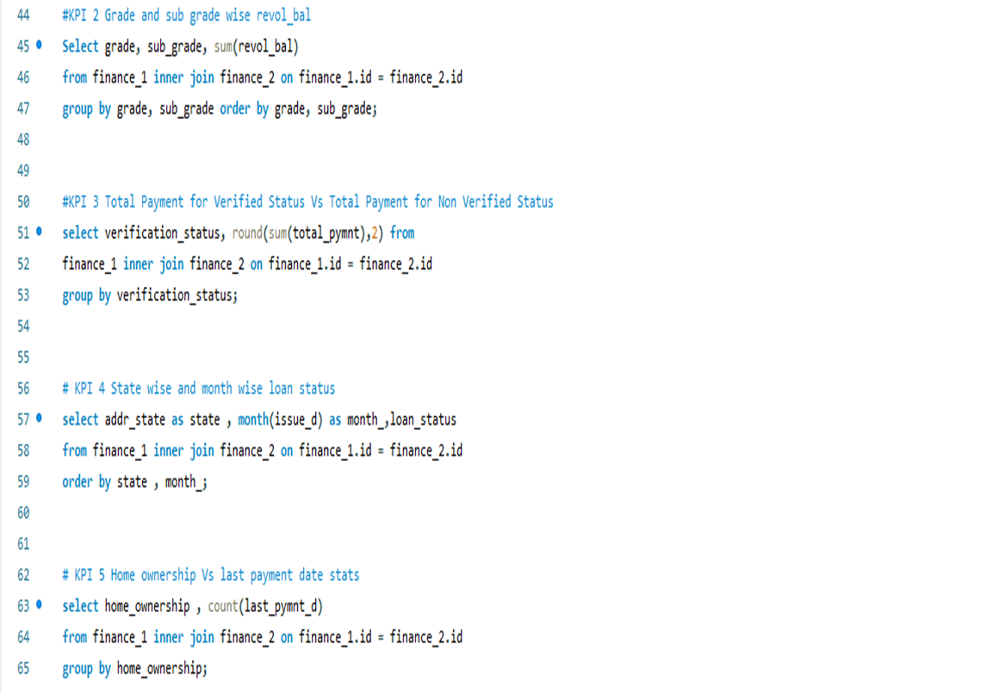 44 #KPI 2 Grade and sub grade wise revol_bal
45 Select grade, sub_grade, sum(revol_bal)
46 from finance_1 inner join finance_2 on finance_1.id = finance_2.id
47 group by grade, sub_grade order by grade, sub_grade;
48
49
50 #KPI 3 Total Payment for Verified Status Vs Total Payment for Non Verified Status
51 select verification_status, round(sum(total_pymnt),2) from
52 finance_1 inner join finance_2 on finance_1.id = finance_2.id
53 group by verification_status;
54
55
56 # KPI 4 State wise and month wise loan status
57 select addr_state as state , month(issue_d) as month_,loan_status
58 from finance_1 inner join finance_2 on finance_1.id = finance_2.id
59 order by state , month_;
60
61
62 # KPI 5 Home ownership Vs last payment date stats
63 select home_ownership , count(last_pymnt_d)
64 from finance_1 inner join finance_2 on finance_1.id = finance_2.id
65 group by home_ownership;